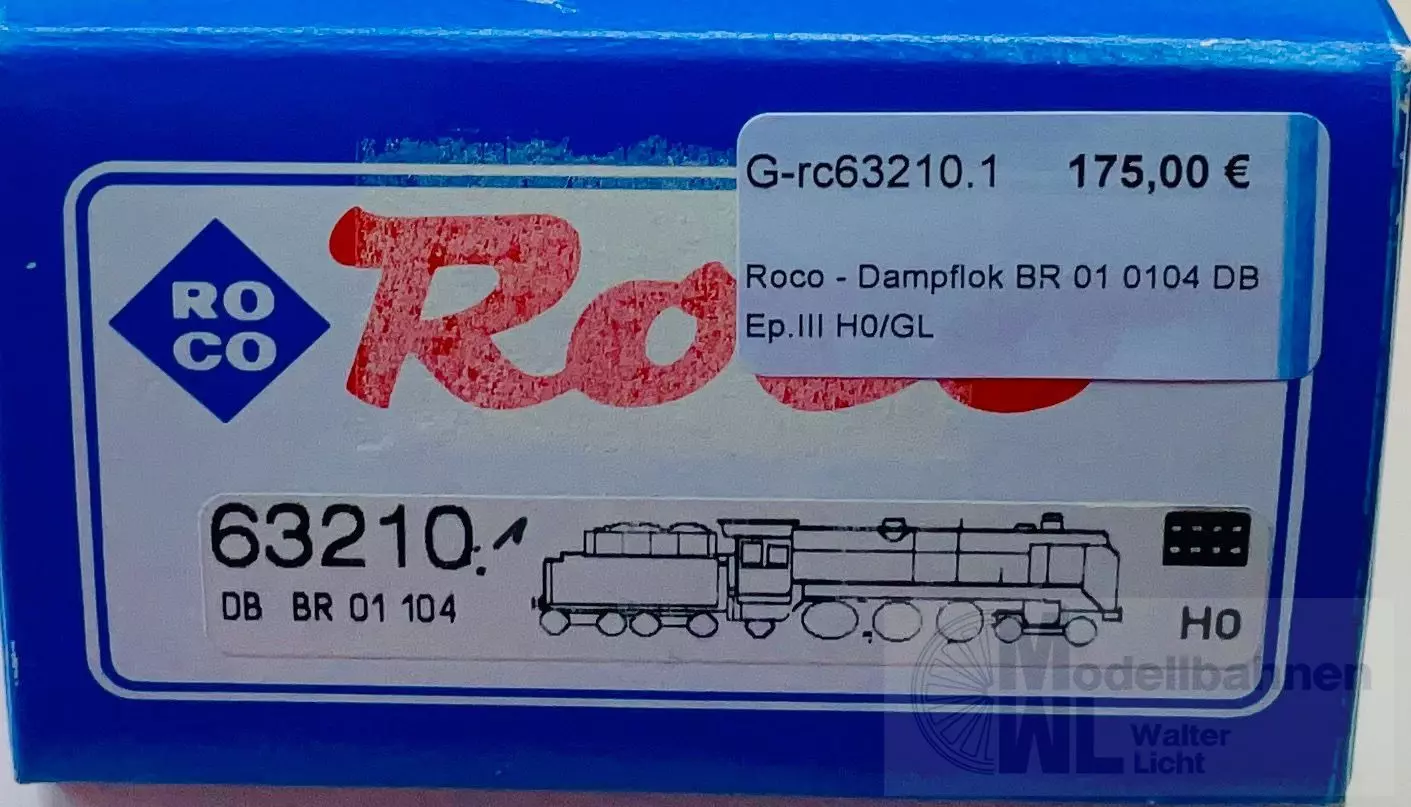 G-rc63210.1 175,00 €
Roco - Dampflok BR 01 0104 DB
Ep.III H0/GL
RO
CO
Ro
63210.1
DB BR 01 104
H0
Modellbahnen
WL Walter
Licht